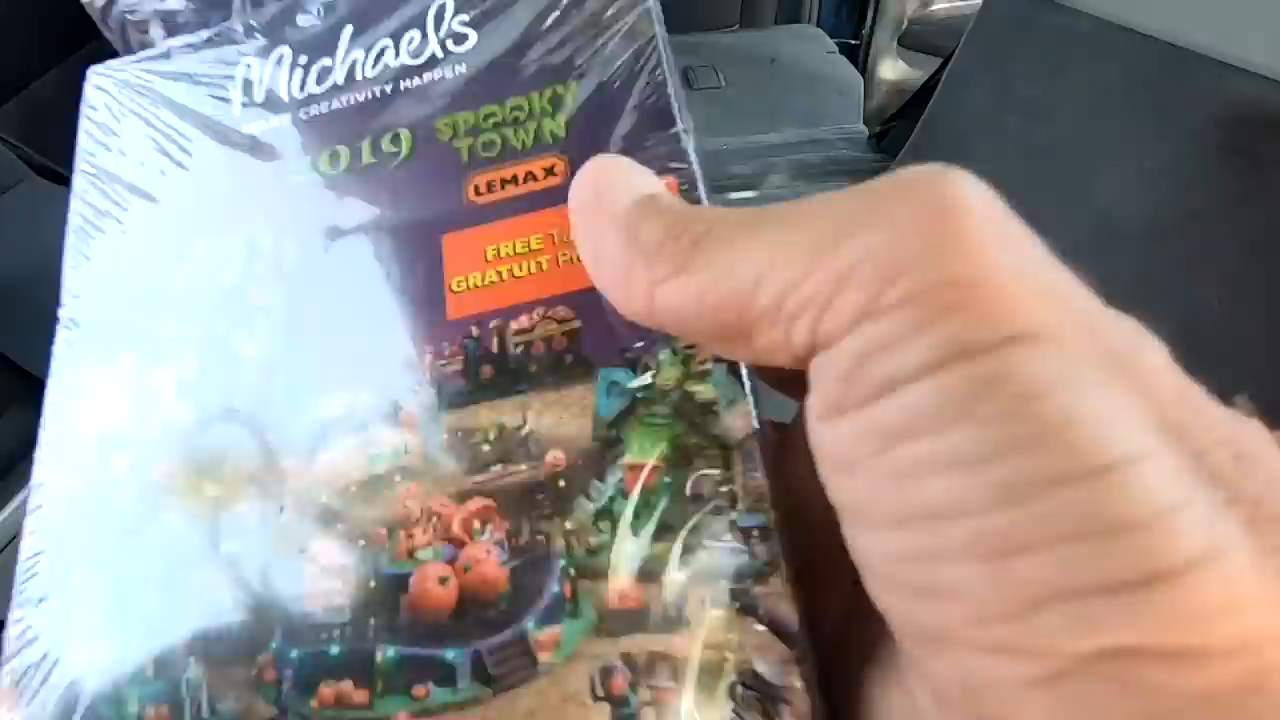 Michaels
CREATIVITY HAPPEN
019 SPOOKY
TOWN
LEMAX
FREE
GRATUIT